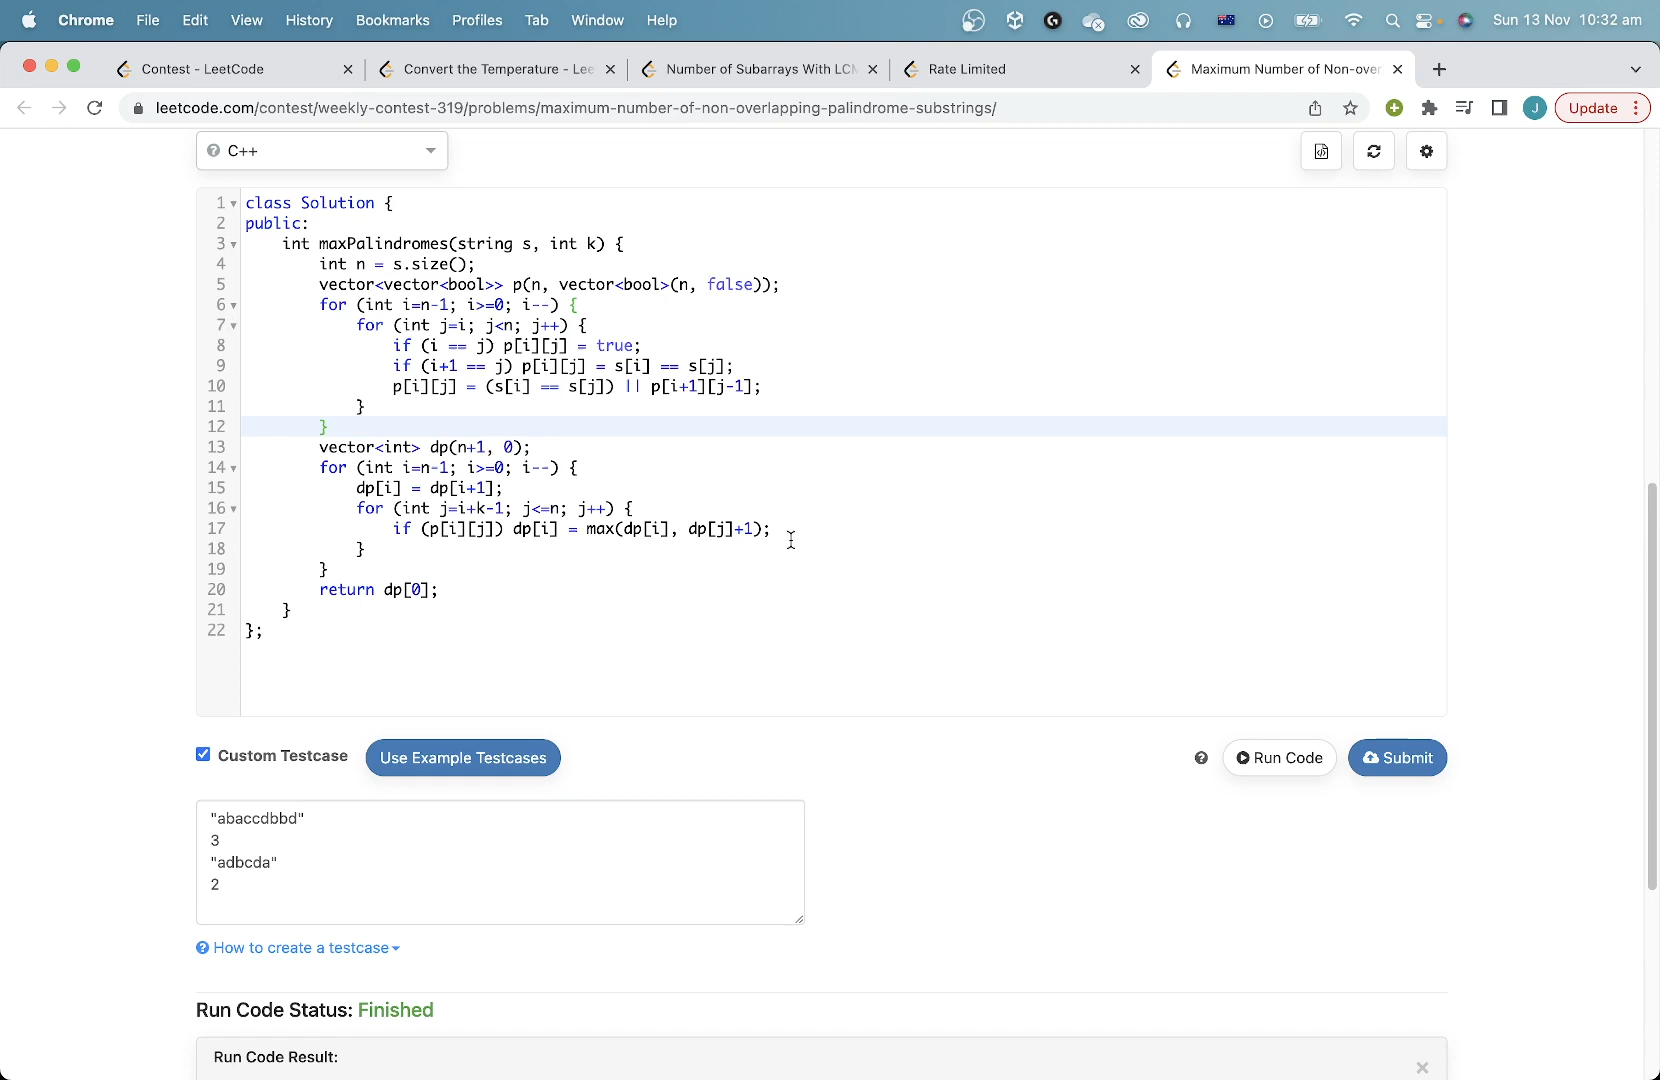 Chrome File Edit View History Bookmarks Profiles Tab Window Help Sun 13 Nov 10:32 am
Contest - LeetCode Convert the Temperature - Lee Number of Subarrays With LCM Rate Limited Maximum Number of Non-over
leetcode.com/contest/weekly-contest-319/problems/maximum-number-of-non-overlapping-palindrome-substrings/ J Update
C++
1 class Solution {
2 public:
3     int maxPalindromes(string s, int k) {
4         int n = s.size();
5         vector<vector<bool>> p(n, vector<bool>(n, false));
6         for (int i=n-1; i>=0; i--) {
7             for (int j=i; j<n; j++) {
8                 if (i == j) p[i][j] = true;
9                 if (i+1 == j) p[i][j] = s[i] == s[j];
10                 p[i][j] = (s[i] == s[j]) || p[i+1][j-1];
11             }
12         }
13         vector<int> dp(n+1, 0);
14         for (int i=n-1; i>=0; i--) {
15             dp[i] = dp[i+1];
16             for (int j=i+k-1; j<=n; j++) {
17                 if (p[i][j]) dp[i] = max(dp[i], dp[j]+1);
18             }
19         }
20         return dp[0];
21     }
22 };
Custom Testcase Use Example Testcases Run Code Submit
"abaccdbbd"
3
"adbcda"
2
How to create a testcase
Run Code Status: Finished
Run Code Result: